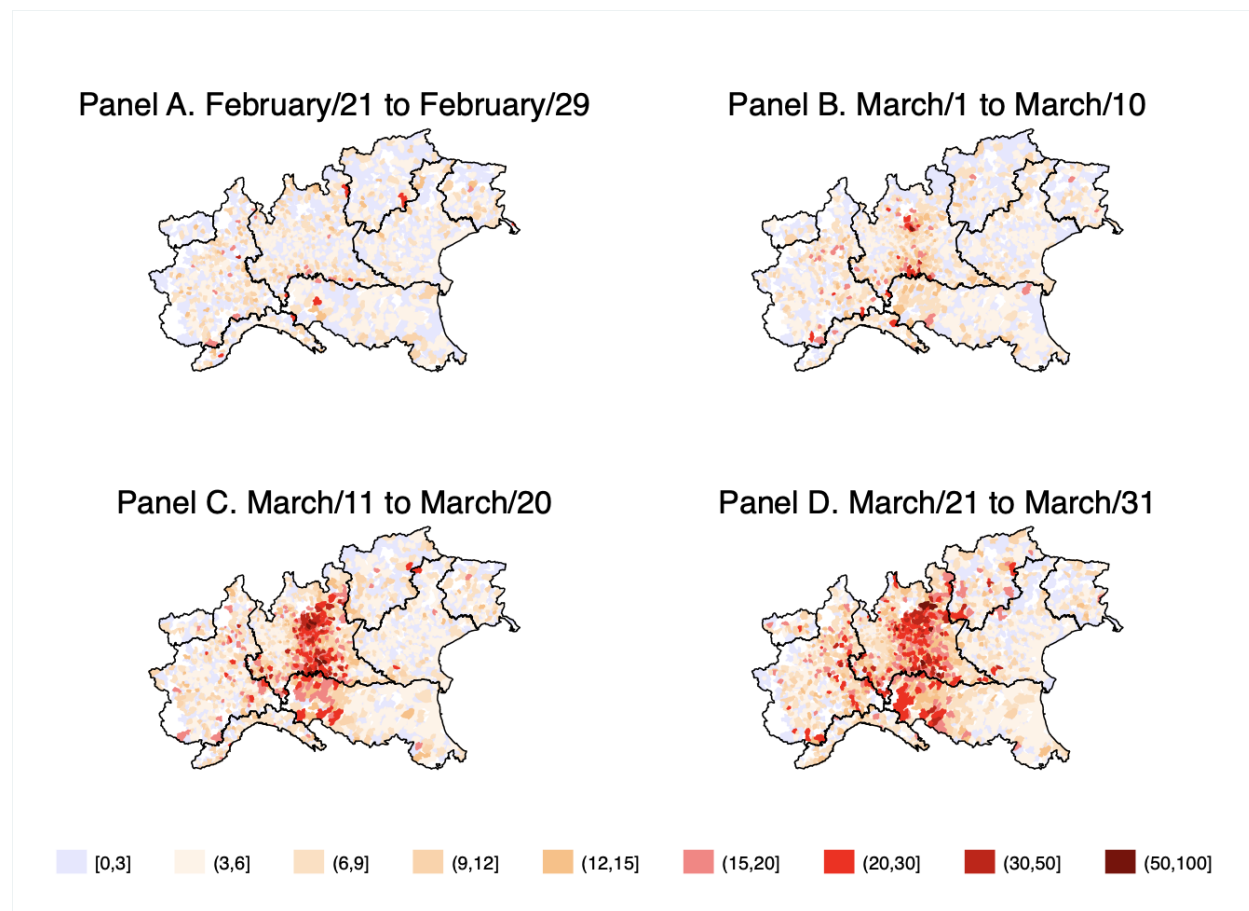 Panel A. February/21 to February/29
Panel B. March/1 to March/10
Panel C. March/11 to March/20
Panel D. March/21 to March/31
[0,3] (3,6] (6,9] (9,12] (12,15] (15,20] (20,30] (30,50] (50,100]